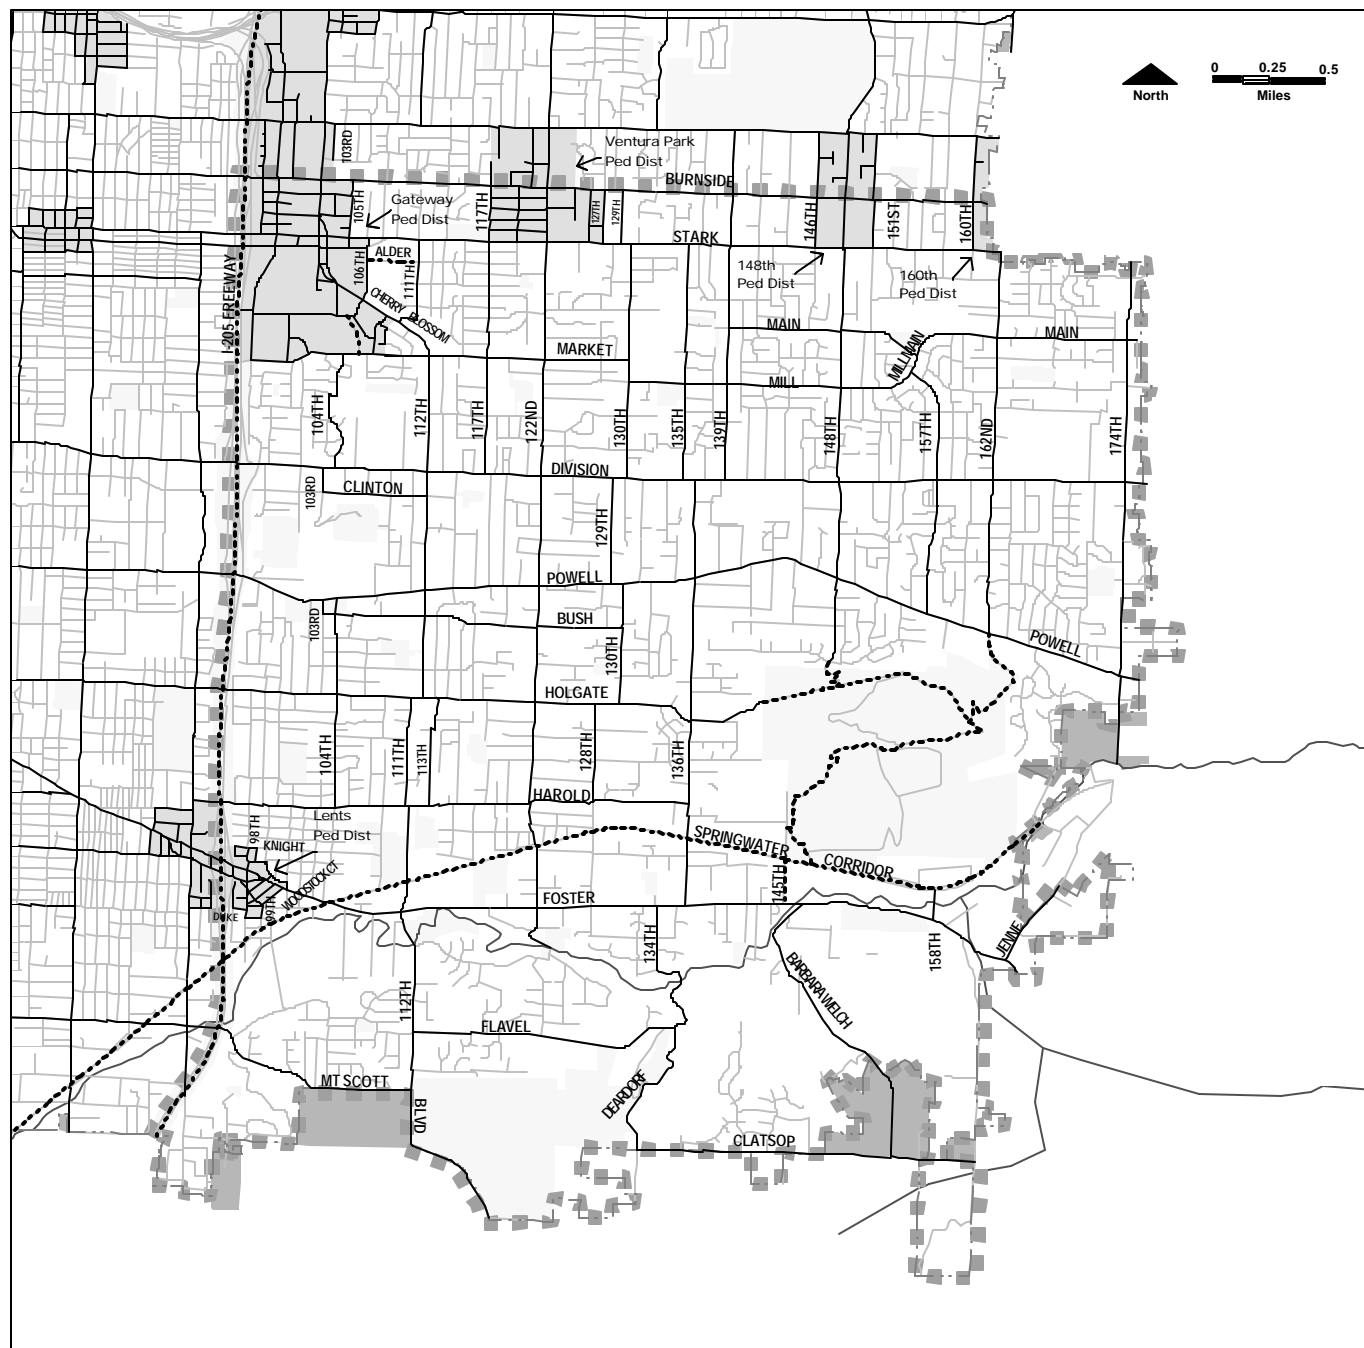 0 0.25 0.5
North Miles
103RD
Ventura Park
Ped Dist
BURNSIDE
105TH
Gateway
Ped Dist
117TH
127TH
129TH
146TH
151ST
160TH
STARK
I-205 FREEWAY
106TH
ALDER
111TH
148th
Ped Dist
160th
Ped Dist
CHERRY BLOSSOM
MAIN
MAIN
MARKET
MILLMAIN
MILL
104TH
112TH
117TH
122ND
130TH
135TH
139TH
148TH
157TH
162ND
174TH
DIVISION
103RD
CLINTON
129TH
POWELL
103RD
BUSH
130TH
POWELL
HOLGATE
104TH
111TH
113TH
128TH
136TH
HAROLD
Lents
Ped Dist
98TH
KNIGHT
SPRINGWATER
CORRIDOR
WOODSTOCK CT
145TH
FOSTER
99TH
DUKE
134TH
158TH
JENNE
BARBARA WELCH
112TH
FLAVEL
MT SCOTT
BLVD
DEARDORF
CLATSOP